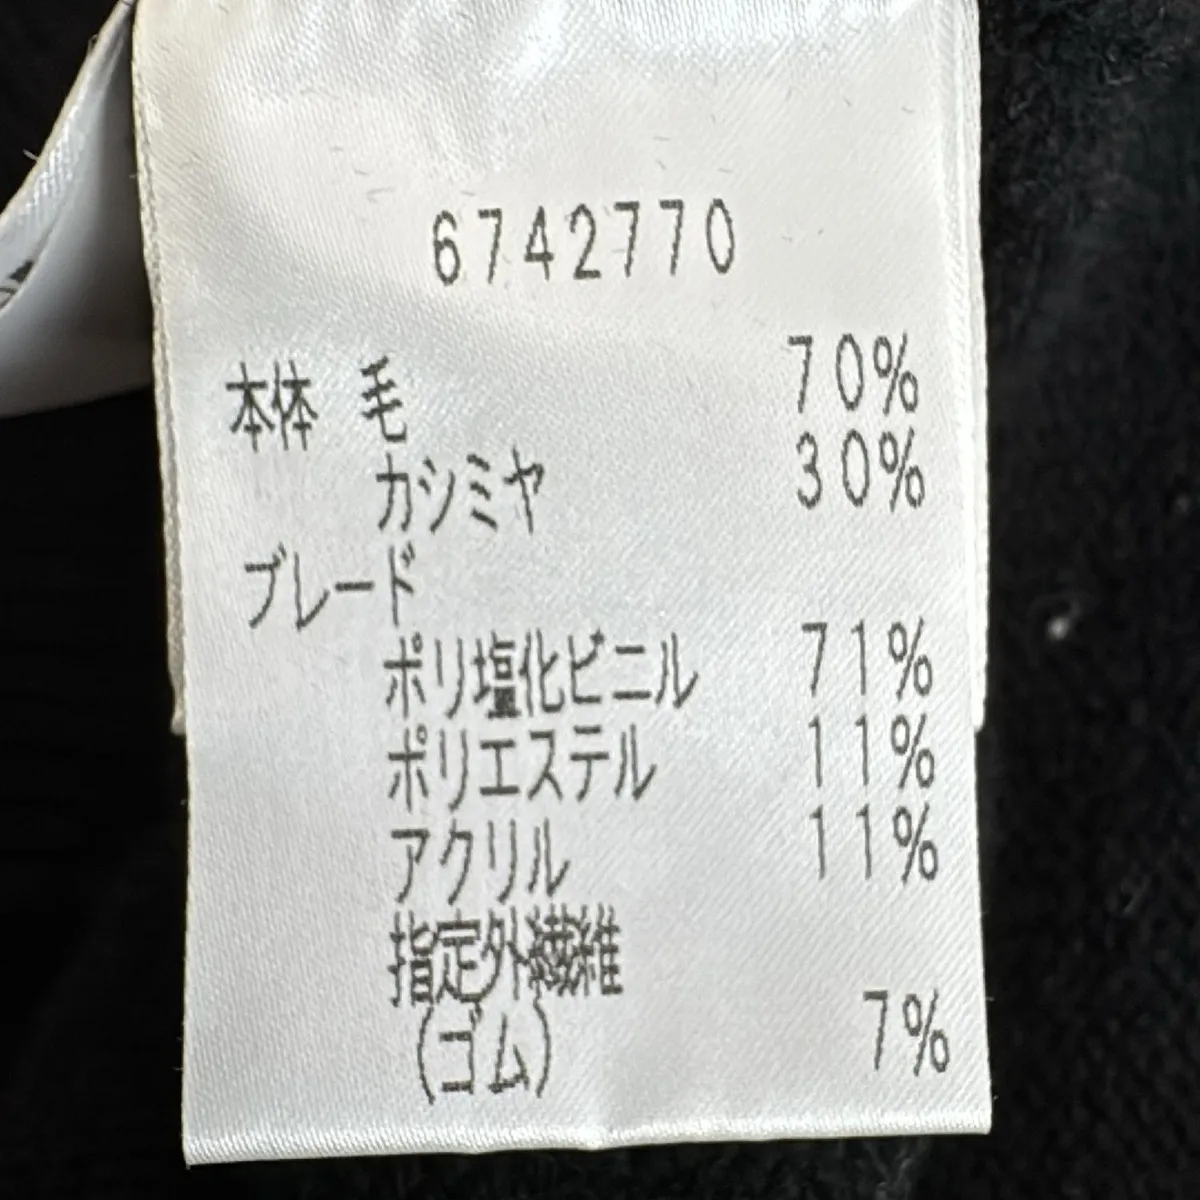 6742770
本体 毛 70%
カシミヤ 30%
ブレード
ポリ塩化ビニル 71%
ポリエステル 11%
アクリル 11%
指定外繊維
(ゴム) 7%